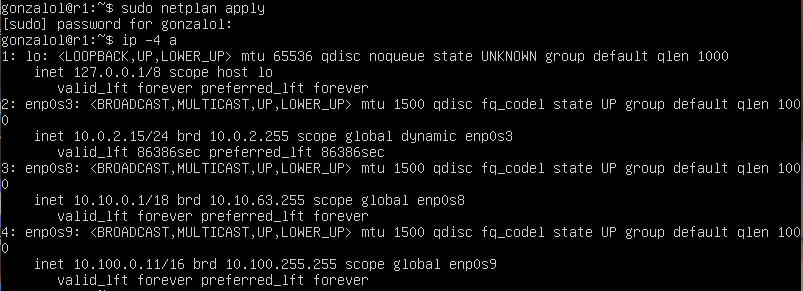 gonzalol@r1:~$ sudo netplan apply
[sudo] password for gonzalol:
gonzalol@r1:~$ ip -4 a
1: lo: <LOOPBACK,UP,LOWER_UP> mtu 65536 qdisc noqueue state UNKNOWN group default qlen 1000
    inet 127.0.0.1/8 scope host lo
       valid_lft forever preferred_lft forever
2: enp0s3: <BROADCAST,MULTICAST,UP,LOWER_UP> mtu 1500 qdisc fq_codel state UP group default qlen 100
0
    inet 10.0.2.15/24 brd 10.0.2.255 scope global dynamic enp0s3
       valid_lft 86386sec preferred_lft 86386sec
3: enp0s8: <BROADCAST,MULTICAST,UP,LOWER_UP> mtu 1500 qdisc fq_codel state UP group default qlen 100
0
    inet 10.10.0.1/18 brd 10.10.63.255 scope global enp0s8
       valid_lft forever preferred_lft forever
4: enp0s9: <BROADCAST,MULTICAST,UP,LOWER_UP> mtu 1500 qdisc fq_codel state UP group default qlen 100
0
    inet 10.100.0.11/16 brd 10.100.255.255 scope global enp0s9
       valid_lft forever preferred_lft forever